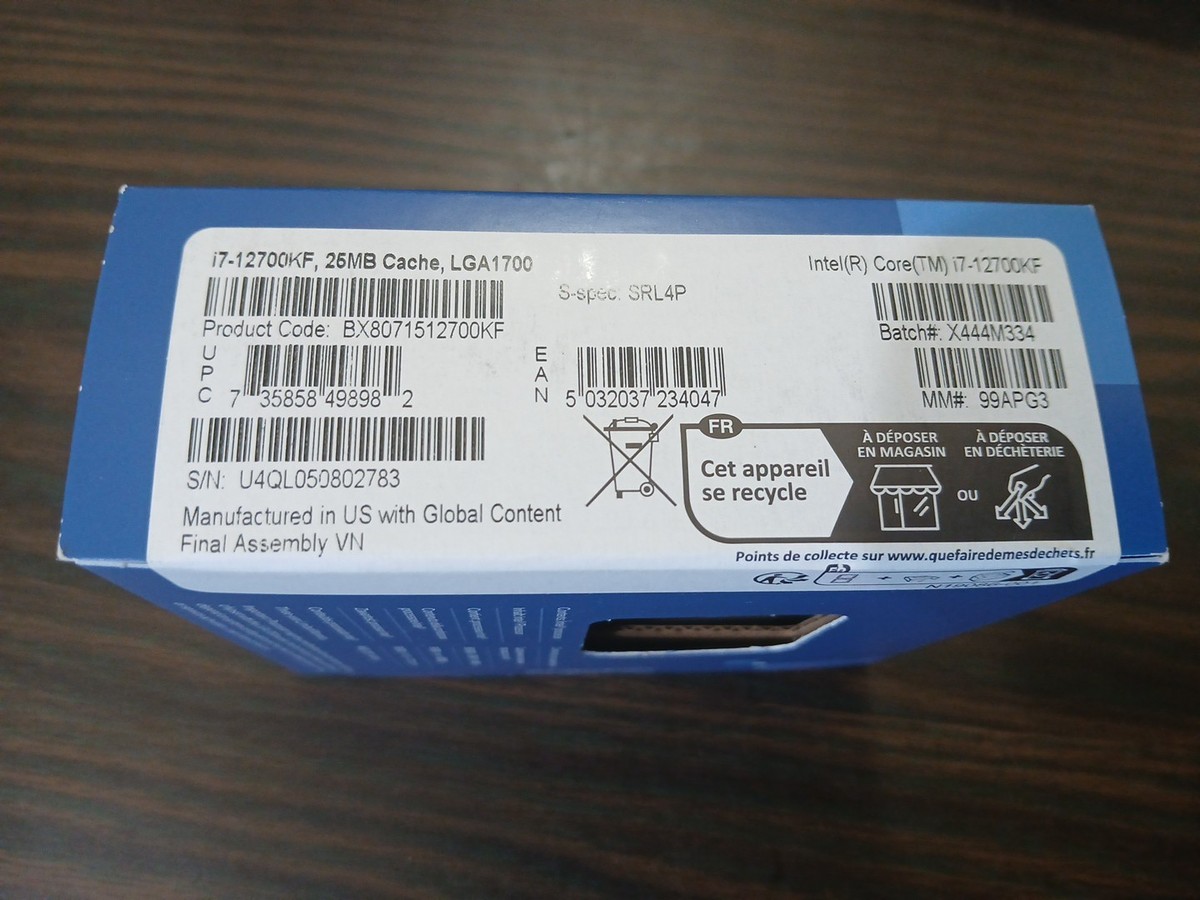 i7-12700KF, 25MB Cache, LGA1700
Intel(R) Core(TM) i7-12700KF
S-spec: SRL4P
Product Code: BX8071512700KF
Batch#: X444M334
UPC
7 35858 49898 2
EAN
5 032037 234047
MM#: 99APG3
S/N: U4QL050802783
Manufactured in US with Global Content
Final Assembly VN
FR
Cet appareil
se recycle
À DÉPOSER
EN MAGASIN
OU
À DÉPOSER
EN DÉCHÈTERIE
Points de collecte sur www.quefairedemesdechets.fr